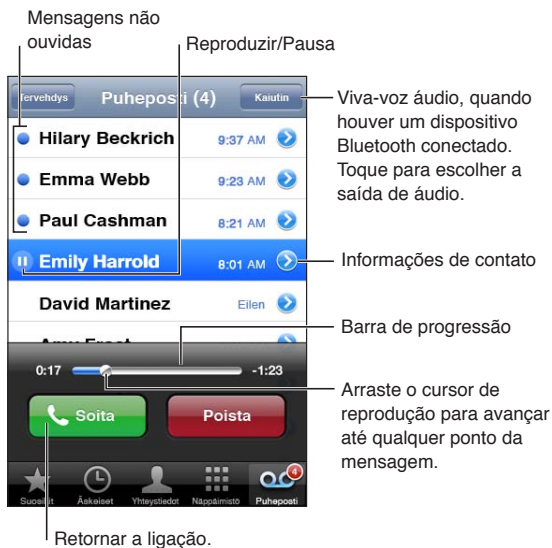 Mensagens não
ouvidas
Reproduzir/Pausa
Tervehdys
Puheposti (4)
Kaiutin
Viva-voz áudio, quando
houver um dispositivo
Bluetooth conectado.
Toque para escolher a
saída de áudio.
Hilary Beckrich 9:37 AM
Emma Webb 9:23 AM
Paul Cashman 8:21 AM
Emily Harrold 8:01 AM
Informações de contato
David Martinez Eilen
Barra de progressão
0:17 -1:23
Arraste o cursor de
reprodução para avançar
até qualquer ponto da
mensagem.
Soita Poista
4
Suosikit Äskeiset Yhteystiedot Näppäimistö Puheposti
Retornar a ligação.